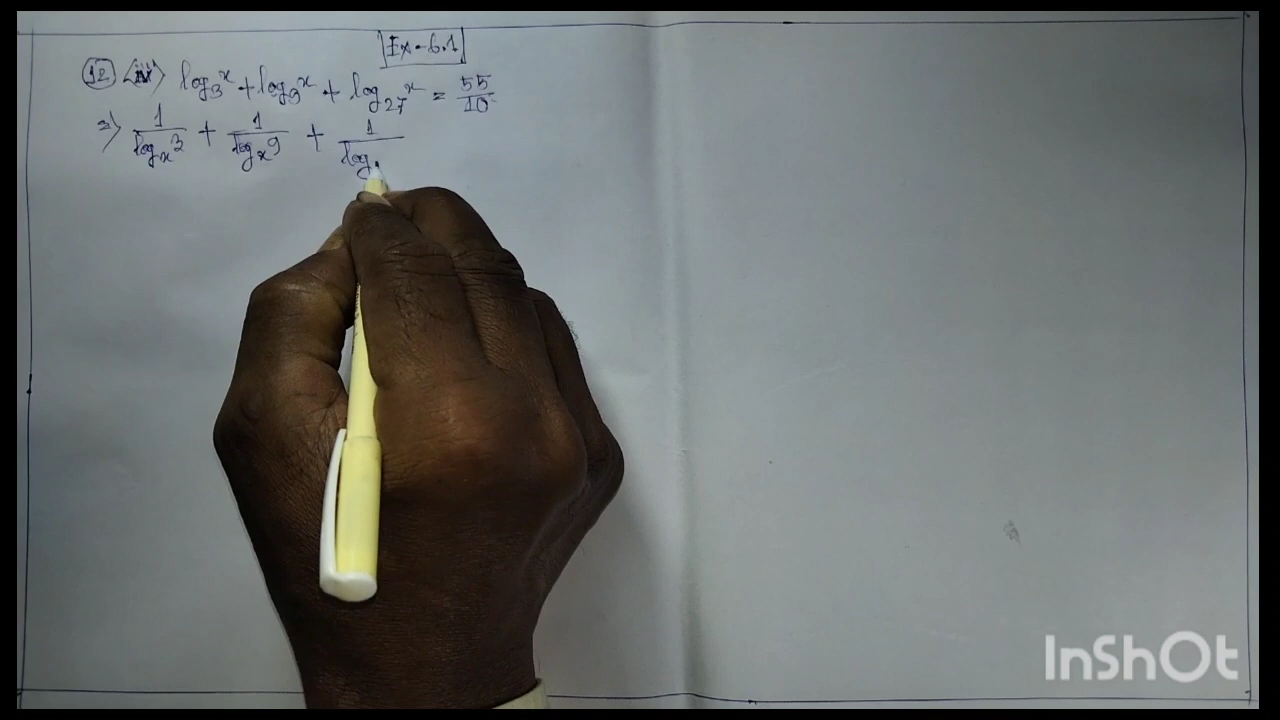 Ex-6.1
12 <iv> log₃ˣ + log₉ˣ + log₂₇ˣ = 55/10
=> 1/logₓ³ + 1/logₓ⁹ + 1/log
InShOt